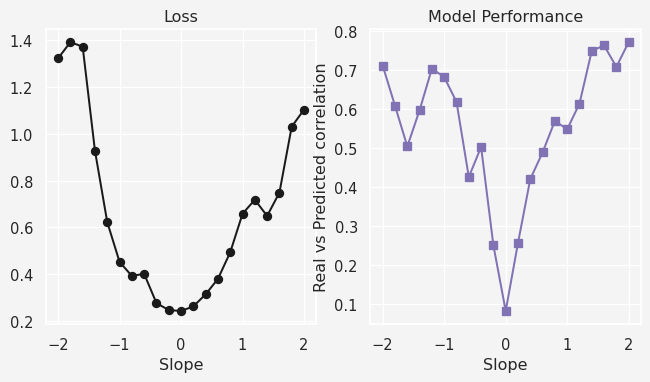 Loss
1.4
1.2
1.0
0.8
0.6
0.4
0.2
−2 −1 0 1 2
Slope
Model Performance
Real vs Predicted correlation
0.8
0.7
0.6
0.5
0.4
0.3
0.2
0.1
−2 −1 0 1 2
Slope